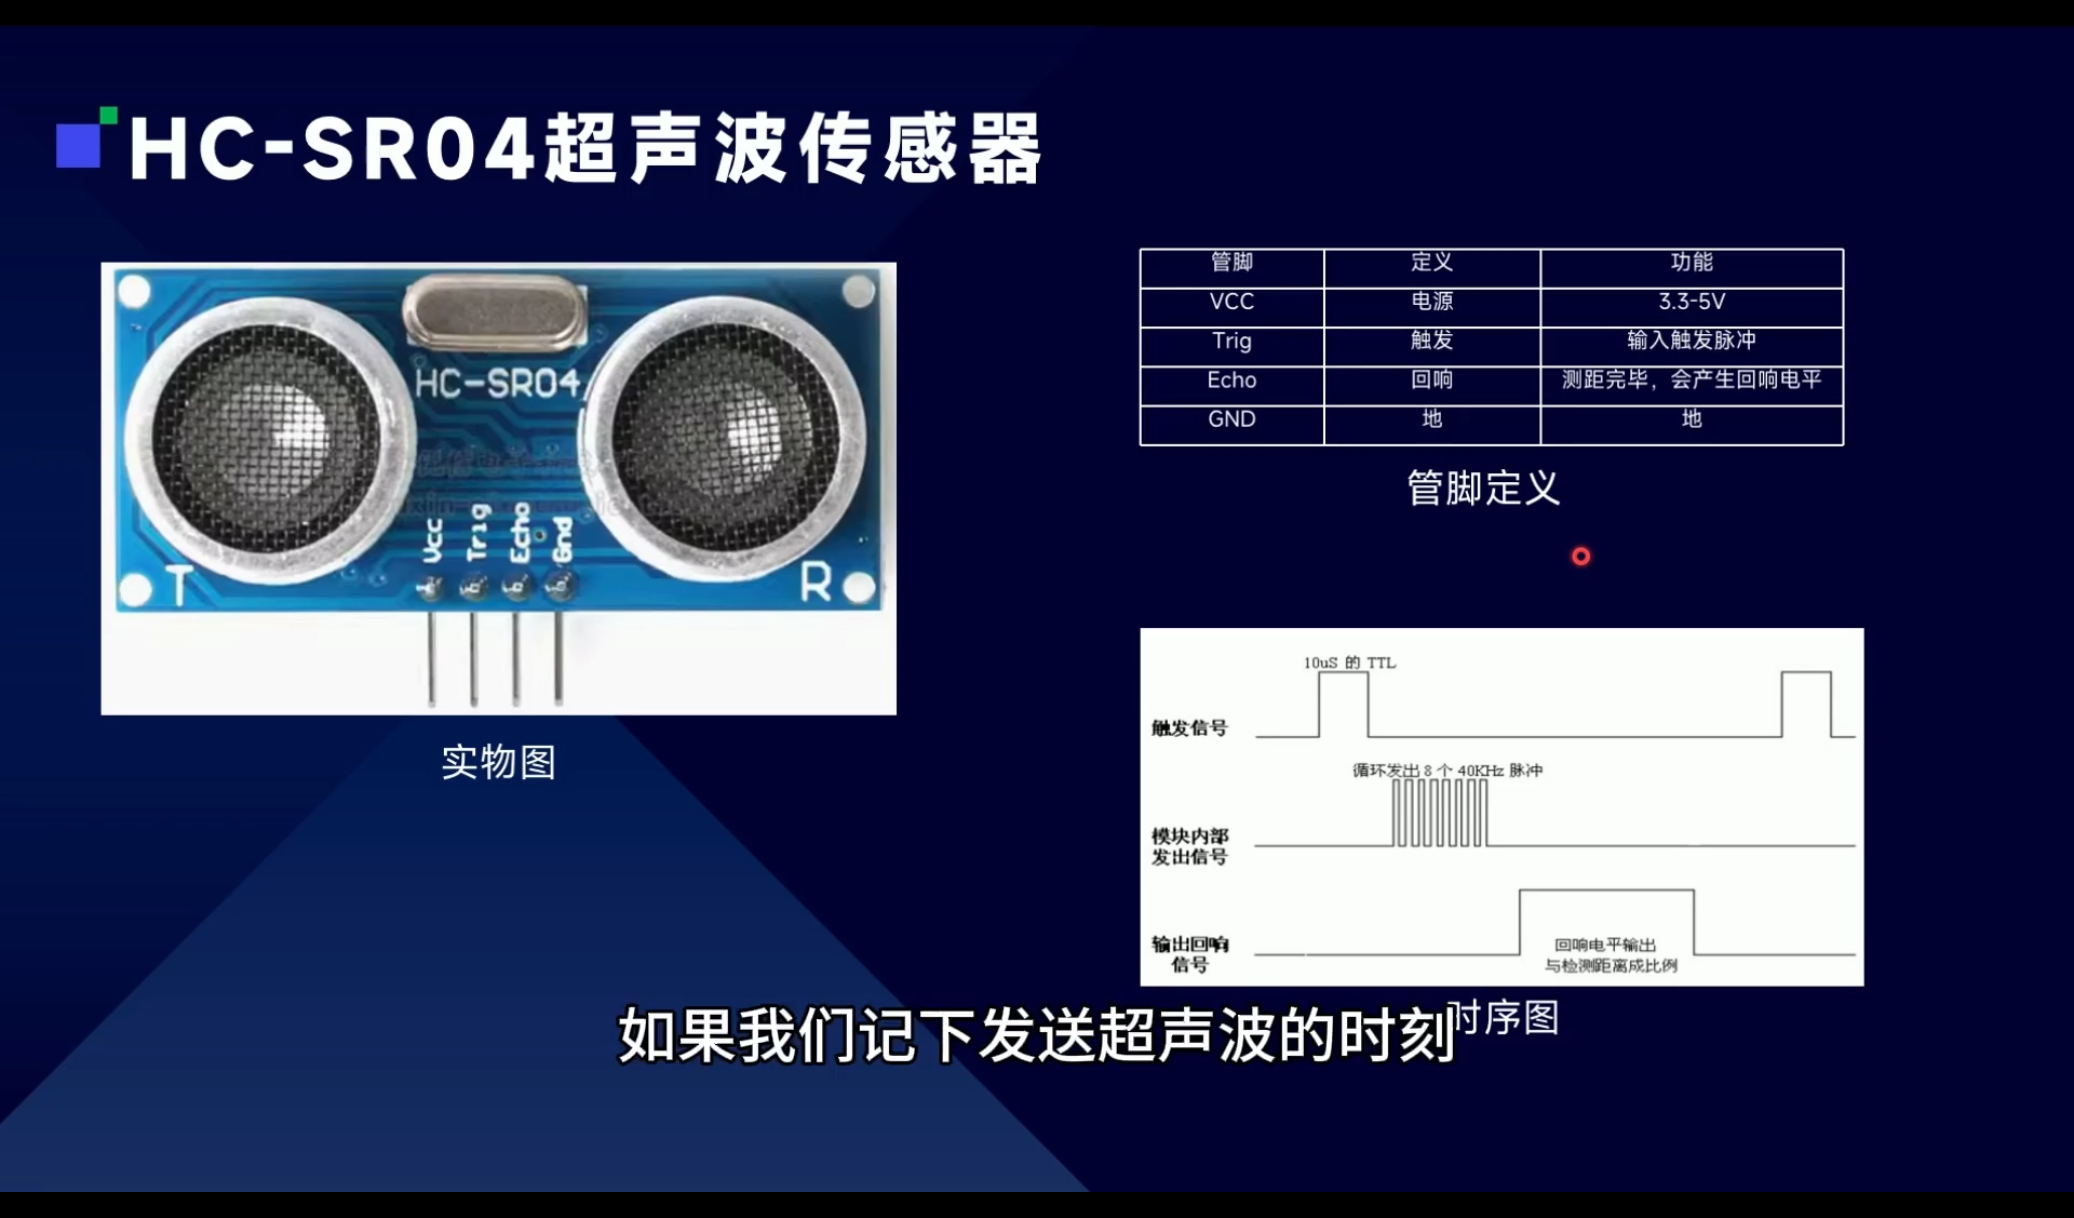 HC-SR04超声波传感器
HC-SR04
Vcc
Trig
Echo
Gnd
T
R
实物图
管脚 定义 功能
VCC 电源 3.3-5V
Trig 触发 输入触发脉冲
Echo 回响 测距完毕，会产生回响电平
GND 地 地
管脚定义
10uS 的 TTL
触发信号
循环发出 8 个 40KHz 脉冲
模块内部
发出信号
输出回响
信号
回响电平输出
与检测距离成比例
时序图
如果我们记下发送超声波的时刻